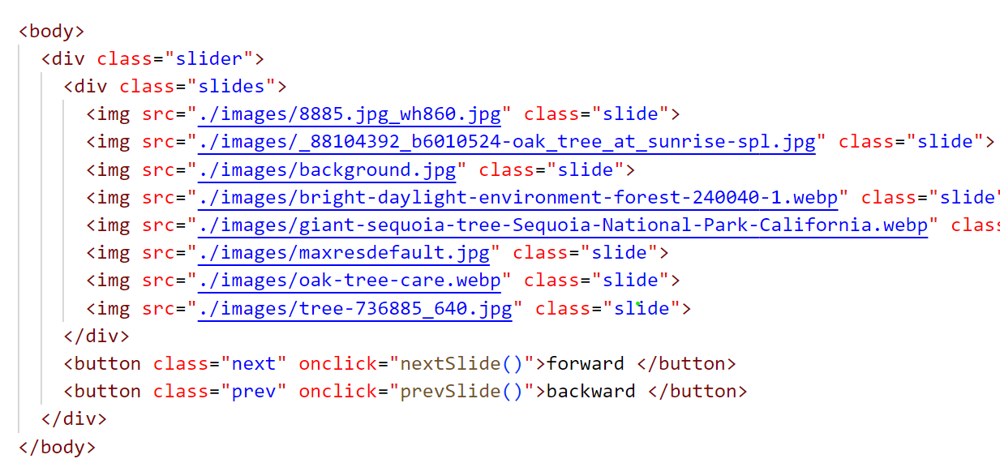 <body>
<div class="slider">
<div class="slides">
<img src="./images/8885.jpg_wh860.jpg" class="slide">
<img src="./images/_88104392_b6010524-oak_tree_at_sunrise-spl.jpg" class="slide">
<img src="./images/background.jpg" class="slide">
<img src="./images/bright-daylight-environment-forest-240040-1.webp" class="slide"
<img src="./images/giant-sequoia-tree-Sequoia-National-Park-California.webp" clas
<img src="./images/maxresdefault.jpg" class="slide">
<img src="./images/oak-tree-care.webp" class="slide">
<img src="./images/tree-736885_640.jpg" class="slide">
</div>
<button class="next" onclick="nextSlide()">forward </button>
<button class="prev" onclick="prevSlide()">backward </button>
</div>
</body>